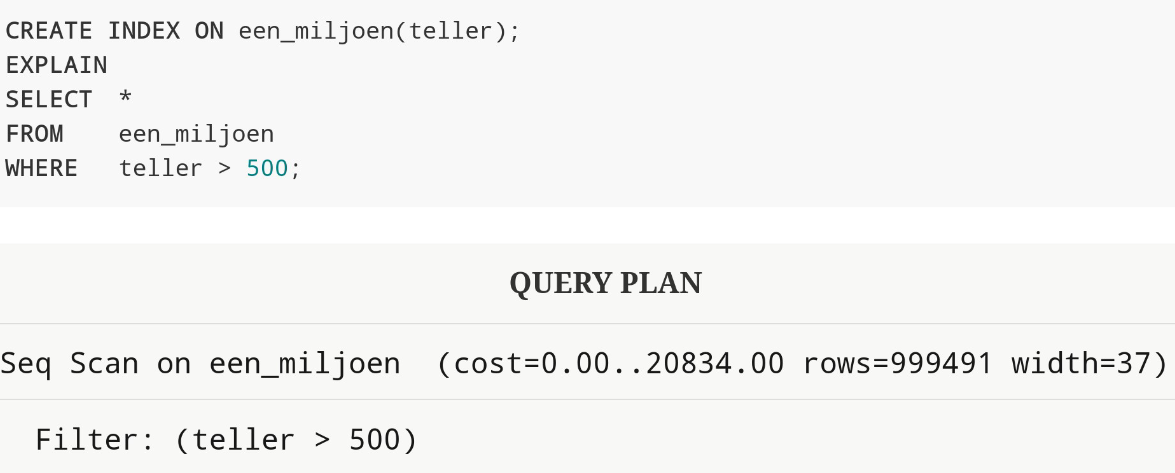 CREATE INDEX ON een_miljoen(teller);
EXPLAIN
SELECT  *
FROM    een_miljoen
WHERE   teller > 500;
QUERY PLAN
Seq Scan on een_miljoen  (cost=0.00..20834.00 rows=999491 width=37)
  Filter: (teller > 500)